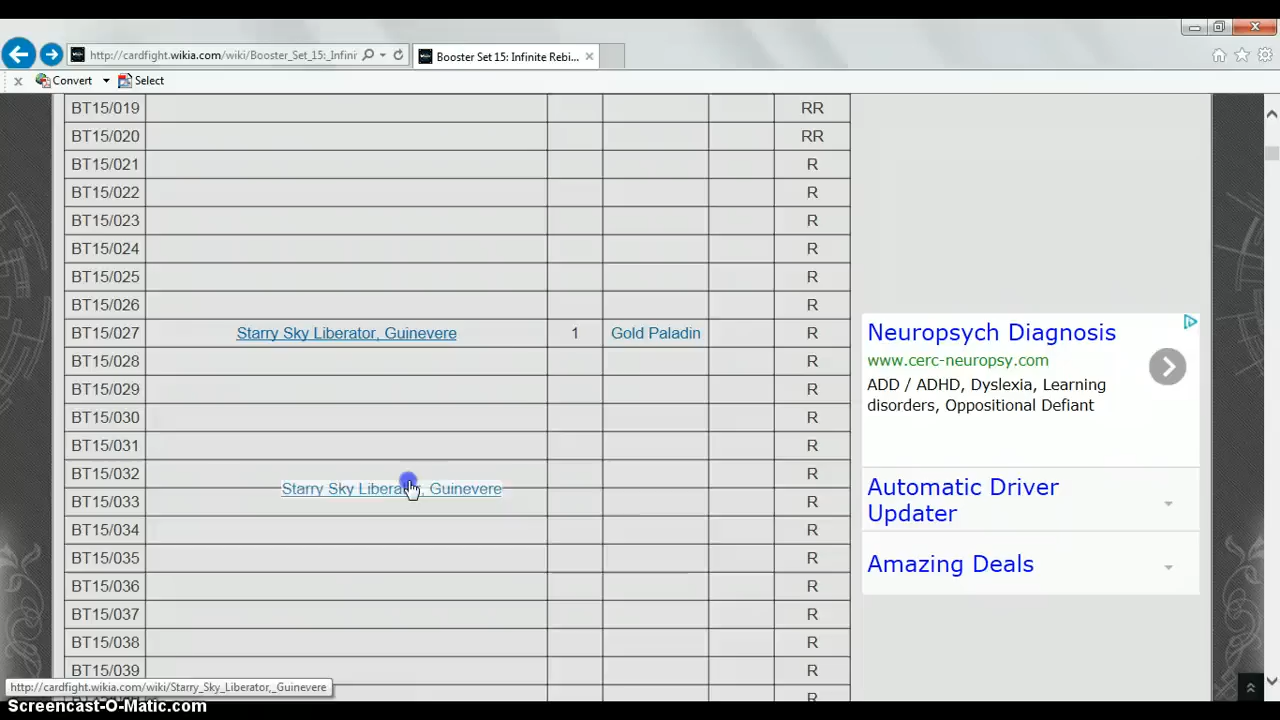 http://cardfight.wikia.com/wiki/Booster_Set_15:_Infini
Booster Set 15: Infinite Rebi...
x Convert Select
BT15/019 RR
BT15/020 RR
BT15/021 R
BT15/022 R
BT15/023 R
BT15/024 R
BT15/025 R
BT15/026 R
BT15/027 Starry Sky Liberator, Guinevere 1 Gold Paladin R
BT15/028 R
BT15/029 R
BT15/030 R
BT15/031 R
BT15/032 R
Starry Sky Liberator, Guinevere
BT15/033 R
BT15/034 R
BT15/035 R
BT15/036 R
BT15/037 R
BT15/038 R
BT15/039 R
R
Neuropsych Diagnosis
www.cerc-neuropsy.com
ADD / ADHD, Dyslexia, Learning
disorders, Oppositional Defiant
Automatic Driver
Updater
Amazing Deals
http://cardfight.wikia.com/wiki/Starry_Sky_Liberator,_Guinevere
Screencast-O-Matic.com